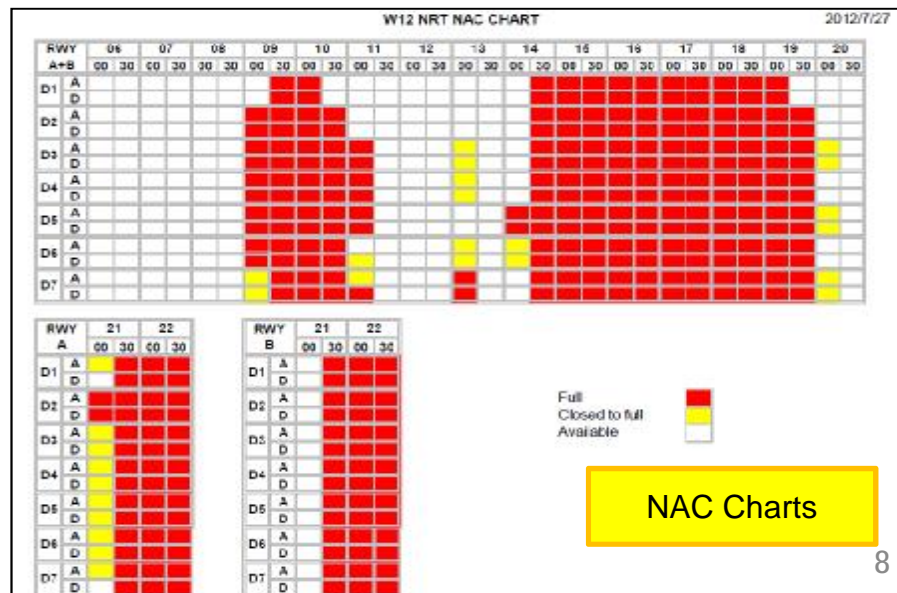 W12 NRT NAC CHART 2012/7/27
RWY 06 07 08 09 10 11 12 13 14 15 16 17 18 19 20
A+B 00 30 00 30 00 30 00 30 00 30 00 30 00 30 00 30 00 30 00 30 00 30 00 30 00 30 00 30 00 30
D1 A
D
D2 A
D
D3 A
D
D4 A
D
D5 A
D
D6 A
D
D7 A
D
RWY 21 22
A 00 30 00 30
D1 A
D
D2 A
D
D3 A
D
D4 A
D
D5 A
D
D6 A
D
D7 A
D
RWY 21 22
B 00 30 00 30
D1 A
D
D2 A
D
D3 A
D
D4 A
D
D5 A
D
D6 A
D
D7 A
D
Full
Closed to full
Available
NAC Charts
8